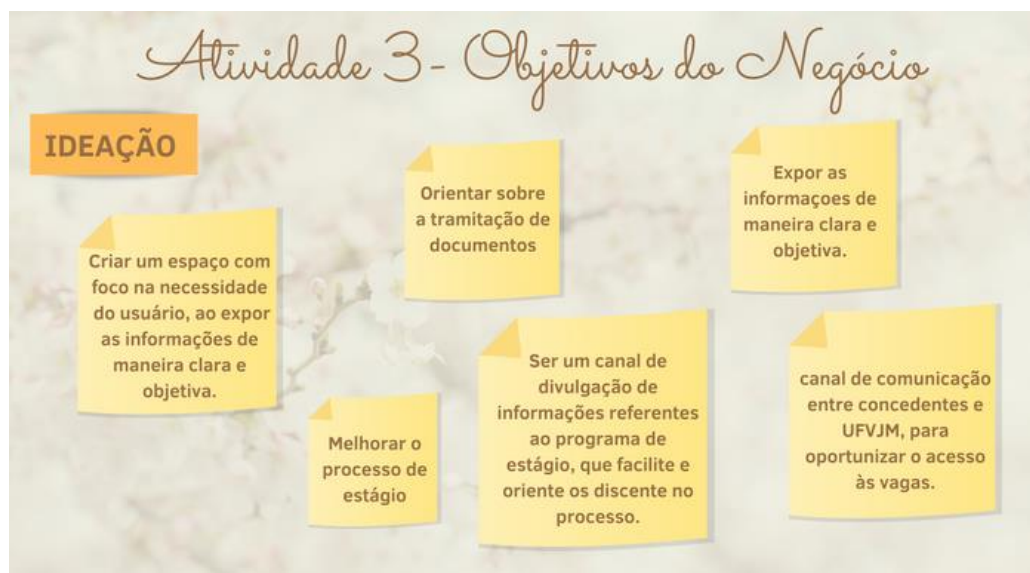 Atividade 3- Objetivos do Negócio
IDEAÇÃO
Criar um espaço com
foco na necessidade
do usuário, ao expor
as informações de
maneira clara e
objetiva.
Orientar sobre
a tramitação de
documentos
Expor as
informaçoes de
maneira clara e
objetiva.
Melhorar o
processo de
estágio
Ser um canal de
divulgação de
informações referentes
ao programa de
estágio, que facilite e
oriente os discente no
processo.
canal de comunicação
entre concedentes e
UFVJM, para
oportunizar o acesso
às vagas.